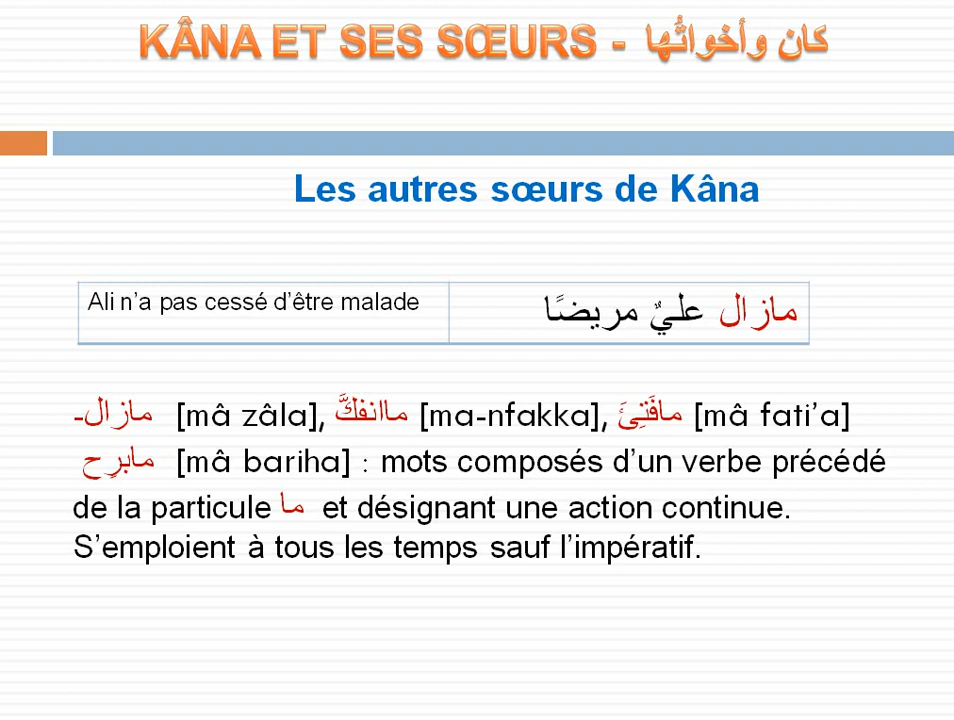 KÂNA ET SES SŒURS - كان وأخواتُها
Les autres sœurs de Kâna
Ali n’a pas cessé d’être malade
مازال عليٌ مريضًا
-مازال [mâ zâla], ماانفكَّ [ma-nfakka], مافَتِئَ [mâ fati’a]
مابرِح [mâ bariha] : mots composés d’un verbe précédé
de la particule ما et désignant une action continue.
S’emploient à tous les temps sauf l’impératif.